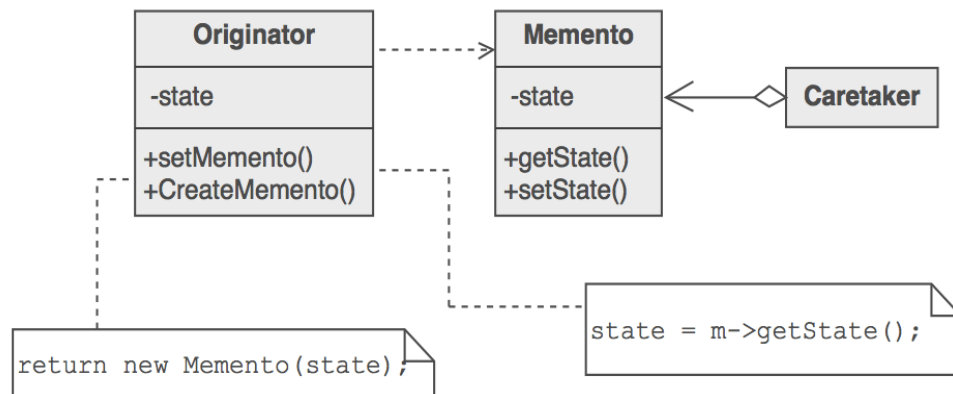 Originator
-state
+setMemento()
+CreateMemento()
Memento
-state
+getState()
+setState()
Caretaker
return new Memento(state);
state = m->getState();